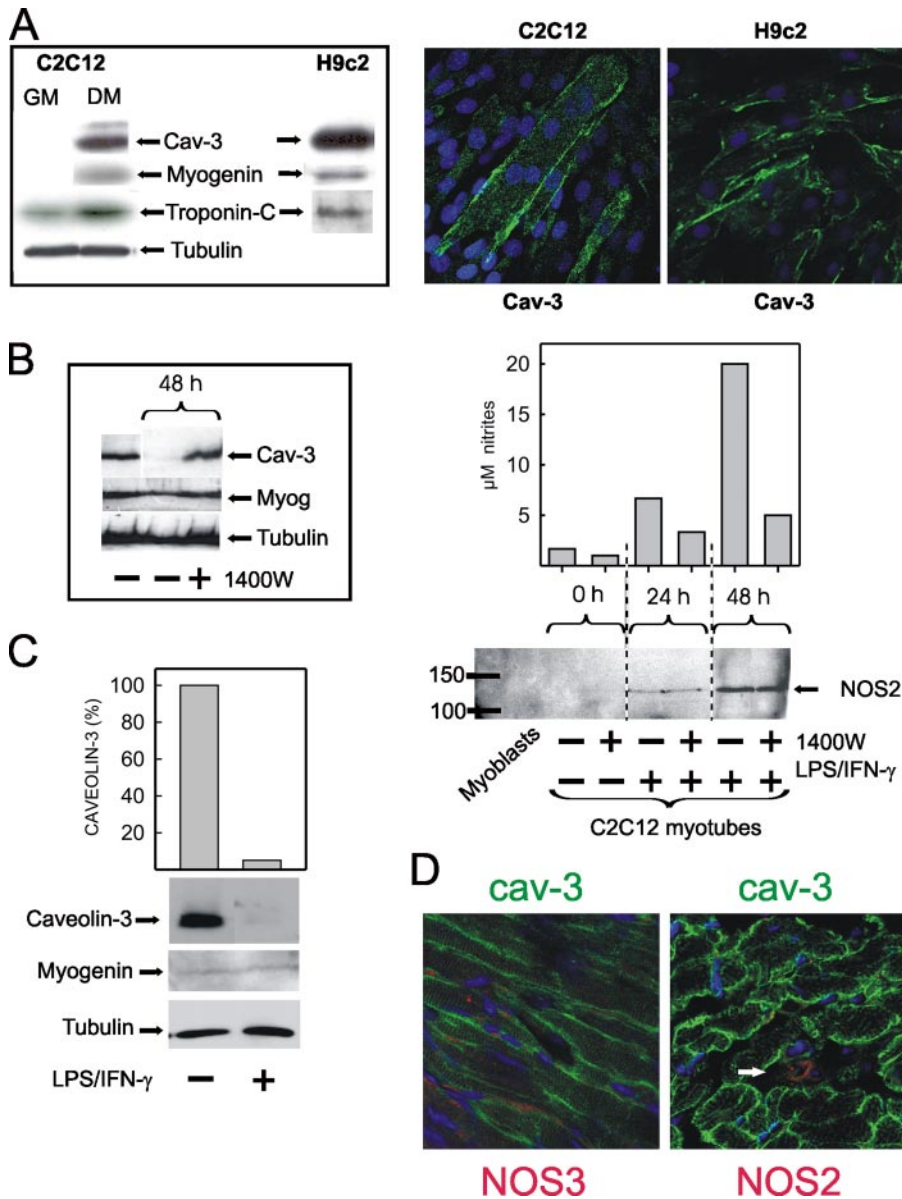 A
C2C12
H9c2
GM
DM
Cav-3
Myogenin
Troponin-C
Tubulin
C2C12
H9c2
Cav-3
Cav-3
B
48 h
Cav-3
Myog
Tubulin
− − + 1400W
20
15
10
5
µM nitrites
0 h
24 h
48 h
150
100
NOS2
Myoblasts
− + − + − + 1400W
− − + + + + LPS/IFN-γ
C2C12 myotubes
C
100
80
60
40
20
CAVEOLIN-3 (%)
Caveolin-3
Myogenin
Tubulin
LPS/IFN-γ − +
D
cav-3
cav-3
NOS3
NOS2